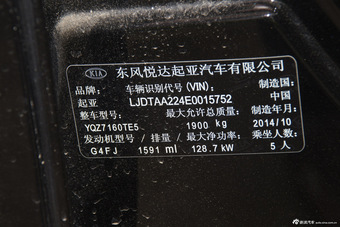 KIA 东风悦达起亚汽车有限公司
品牌: 车辆识别代号 (VIN): 制造国:
起亚 LJDTAA224E0015752 中国
整车型号: 最大允许总质量: 制造年月:
YQZ7160TE5 1900 kg 2014/10
发动机型号 / 排量 / 最大净功率: 乘坐人数:
G4FJ 1591 ml 128.7 kW 5 人